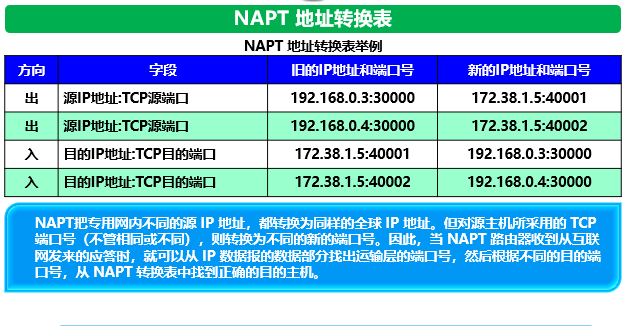 NAPT 地址转换表
NAPT 地址转换表举例
方向 字段 旧的IP地址和端口号 新的IP地址和端口号
出 源IP地址:TCP源端口 192.168.0.3:30000 172.38.1.5:40001
出 源IP地址:TCP源端口 192.168.0.4:30000 172.38.1.5:40002
入 目的IP地址:TCP目的端口 172.38.1.5:40001 192.168.0.3:30000
入 目的IP地址:TCP目的端口 172.38.1.5:40002 192.168.0.4:30000
NAPT把专用网内不同的源 IP 地址，都转换为同样的全球 IP 地址。但对源主机所采用的 TCP
端口号（不管相同或不同），则转换为不同的新的端口号。因此，当 NAPT 路由器收到从互联
网发来的应答时，就可以从 IP 数据报的数据部分找出运输层的端口号，然后根据不同的目的端
口号，从 NAPT 转换表中找到正确的目的主机。